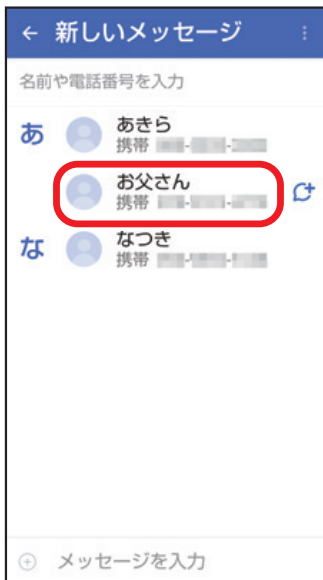 新しいメッセージ
名前や電話番号を入力
あ
あきら
携帯
お父さん
携帯
な
なつき
携帯
メッセージを入力